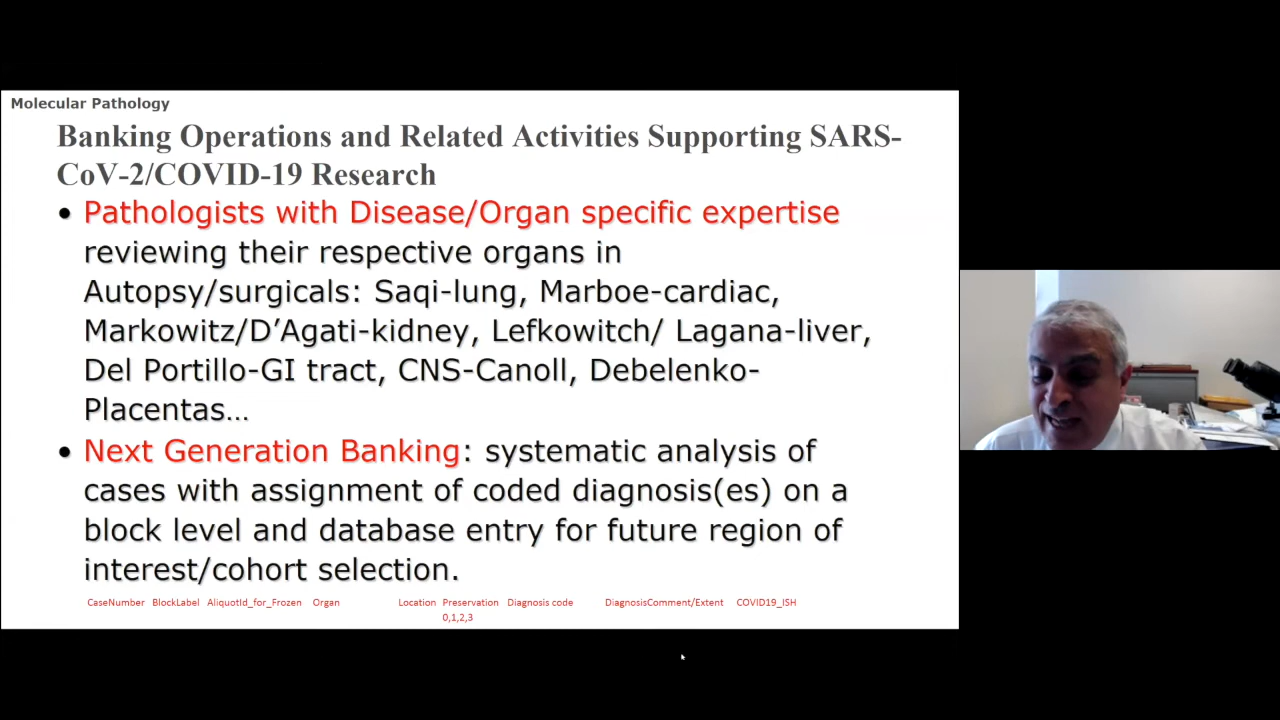 Molecular Pathology
Banking Operations and Related Activities Supporting SARS-
CoV-2/COVID-19 Research
• Pathologists with Disease/Organ specific expertise
reviewing their respective organs in
Autopsy/surgicals: Saqi-lung, Marboe-cardiac,
Markowitz/D’Agati-kidney, Lefkowitch/ Lagana-liver,
Del Portillo-GI tract, CNS-Canoll, Debelenko-
Placentas…
• Next Generation Banking: systematic analysis of
cases with assignment of coded diagnosis(es) on a
block level and database entry for future region of
interest/cohort selection.
CaseNumber BlockLabel AliquotId_for_Frozen Organ Location Preservation Diagnosis code DiagnosisComment/Extent COVID19_ISH
0,1,2,3